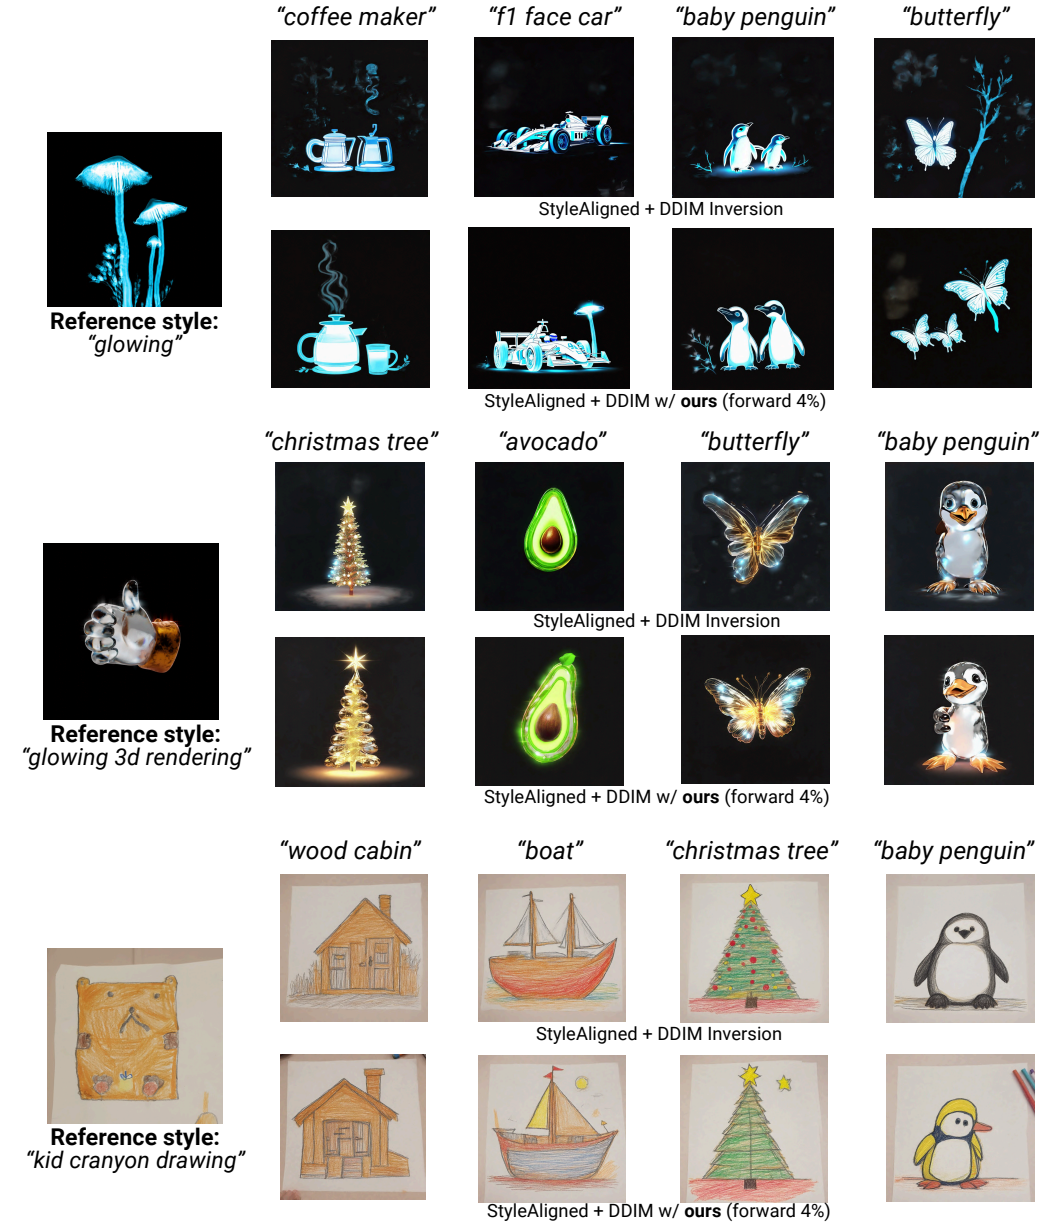 “coffee maker” “f1 face car” “baby penguin” “butterfly”
StyleAligned + DDIM Inversion
Reference style:
“glowing”
StyleAligned + DDIM w/ ours (forward 4%)
“christmas tree” “avocado” “butterfly” “baby penguin”
StyleAligned + DDIM Inversion
Reference style:
“glowing 3d rendering”
StyleAligned + DDIM w/ ours (forward 4%)
“wood cabin” “boat” “christmas tree” “baby penguin”
StyleAligned + DDIM Inversion
Reference style:
“kid cranyon drawing”
StyleAligned + DDIM w/ ours (forward 4%)